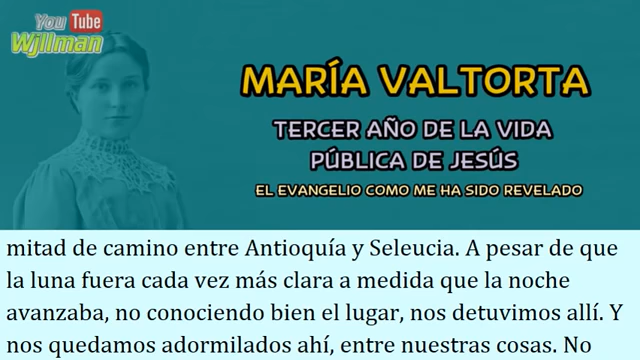 You Tube
Wjllman
MARÍA VALTORTA
TERCER AÑO DE LA VIDA
PÚBLICA DE JESÚS
EL EVANGELIO COMO ME HA SIDO REVELADO
mitad de camino entre Antioquía y Seleucia. A pesar de que
la luna fuera cada vez más clara a medida que la noche
avanzaba, no conociendo bien el lugar, nos detuvimos allí. Y
nos quedamos adormilados ahí, entre nuestras cosas. No